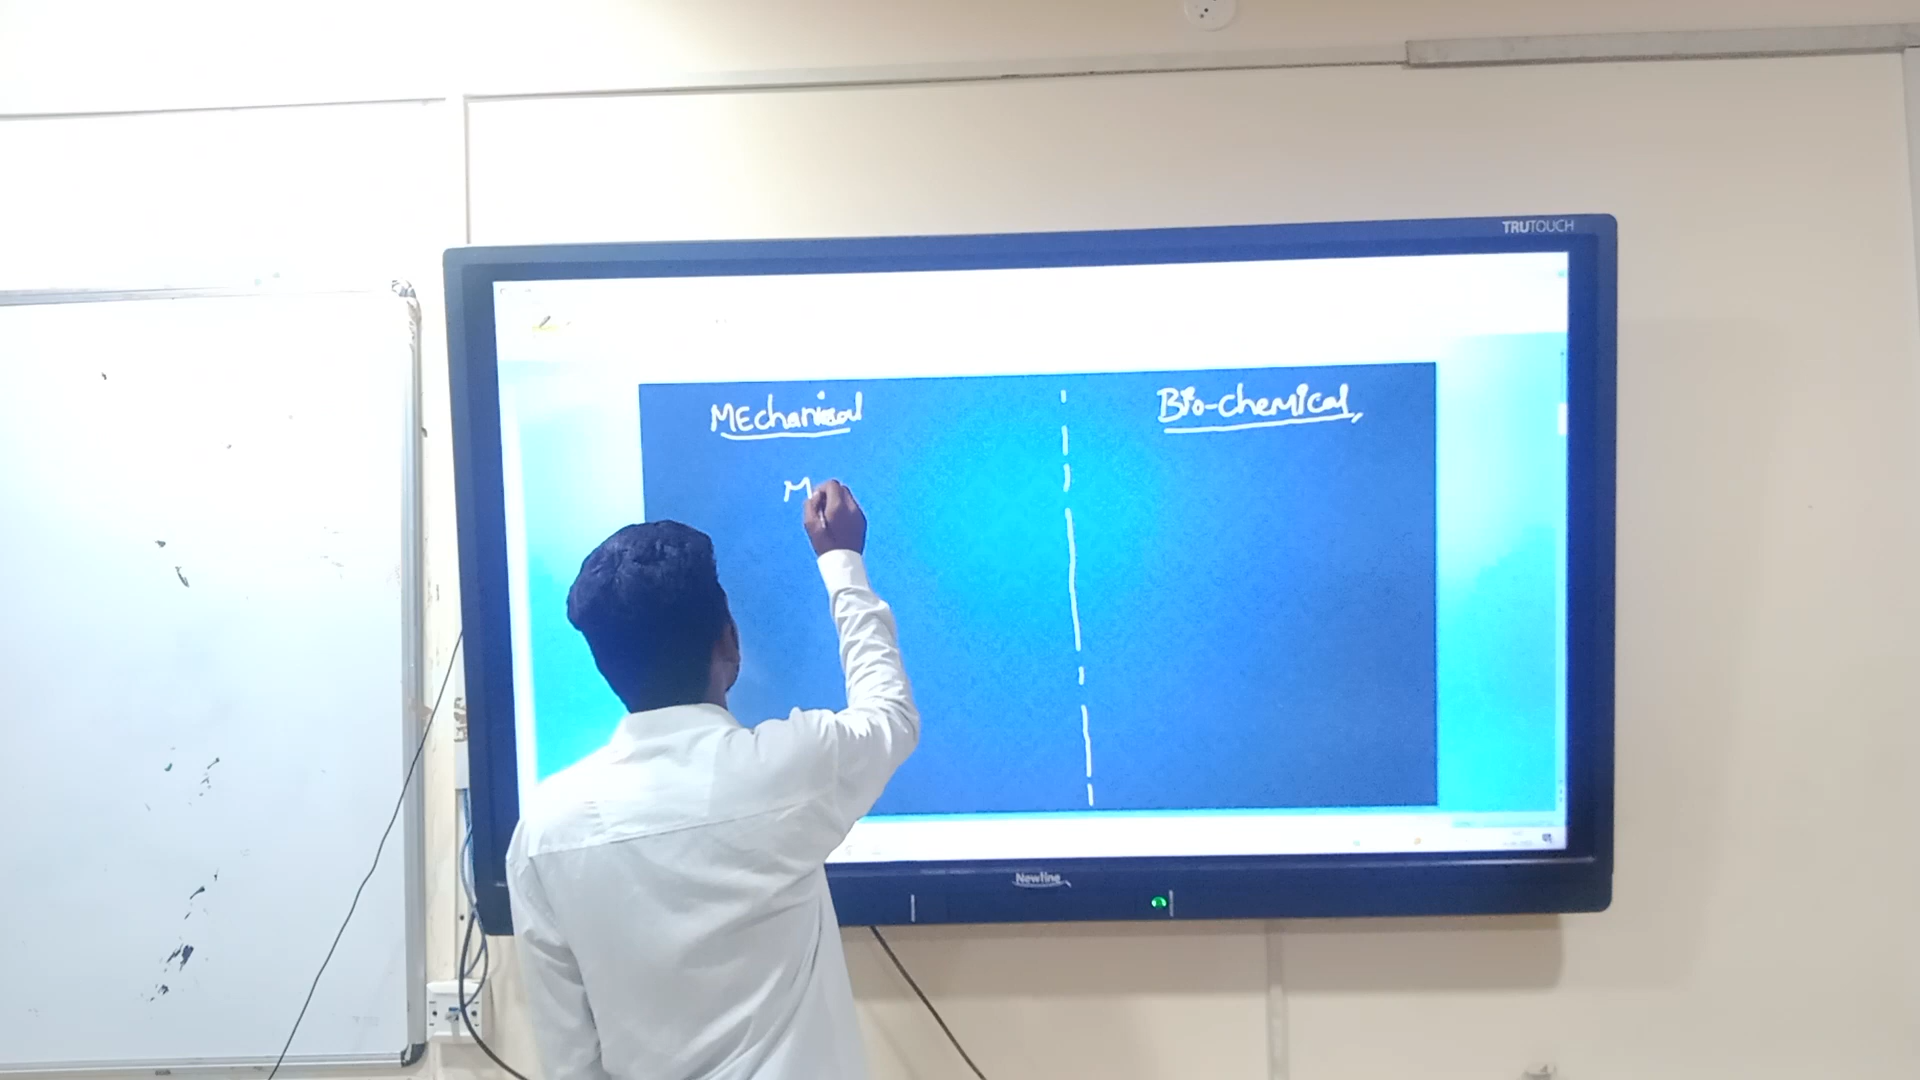 TRUTOUCH
MEchanical
Bio-chemical,
M
Newline